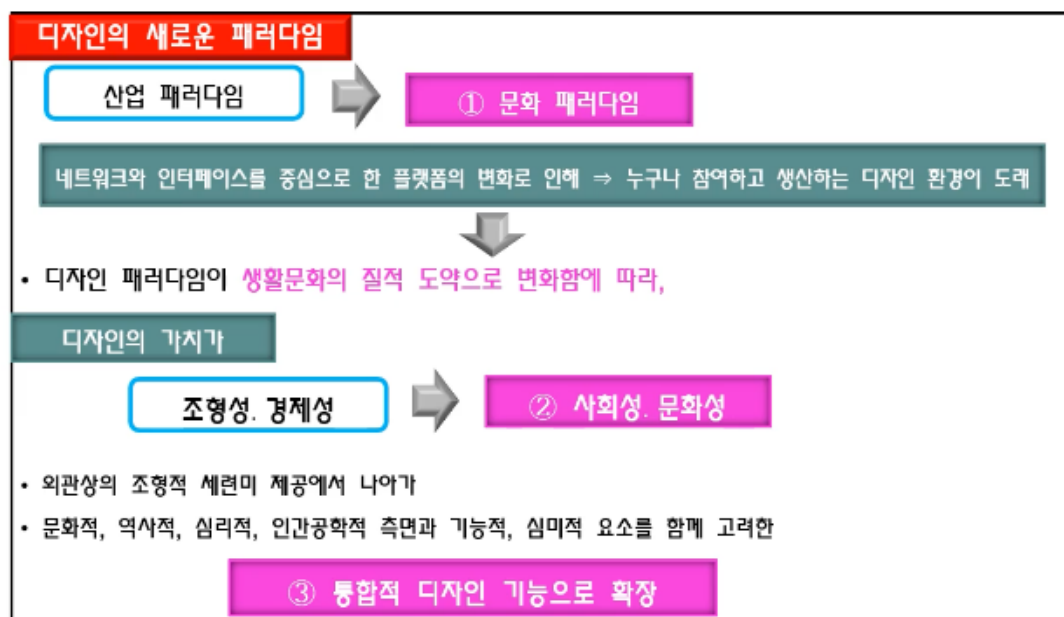 디자인의 새로운 패러다임
산업 패러다임
① 문화 패러다임
네트워크와 인터페이스를 중심으로 한 플랫폼의 변화로 인해 ⇒ 누구나 참여하고 생산하는 디자인 환경이 도래
• 디자인 패러다임이 생활문화의 질적 도약으로 변화함에 따라,
디자인의 가치가
조형성. 경제성
② 사회성. 문화성
• 외관상의 조형적 세련미 제공에서 나아가
• 문화적, 역사적, 심리적, 인간공학적 측면과 기능적, 심미적 요소를 함께 고려한
③ 통합적 디자인 기능으로 확장